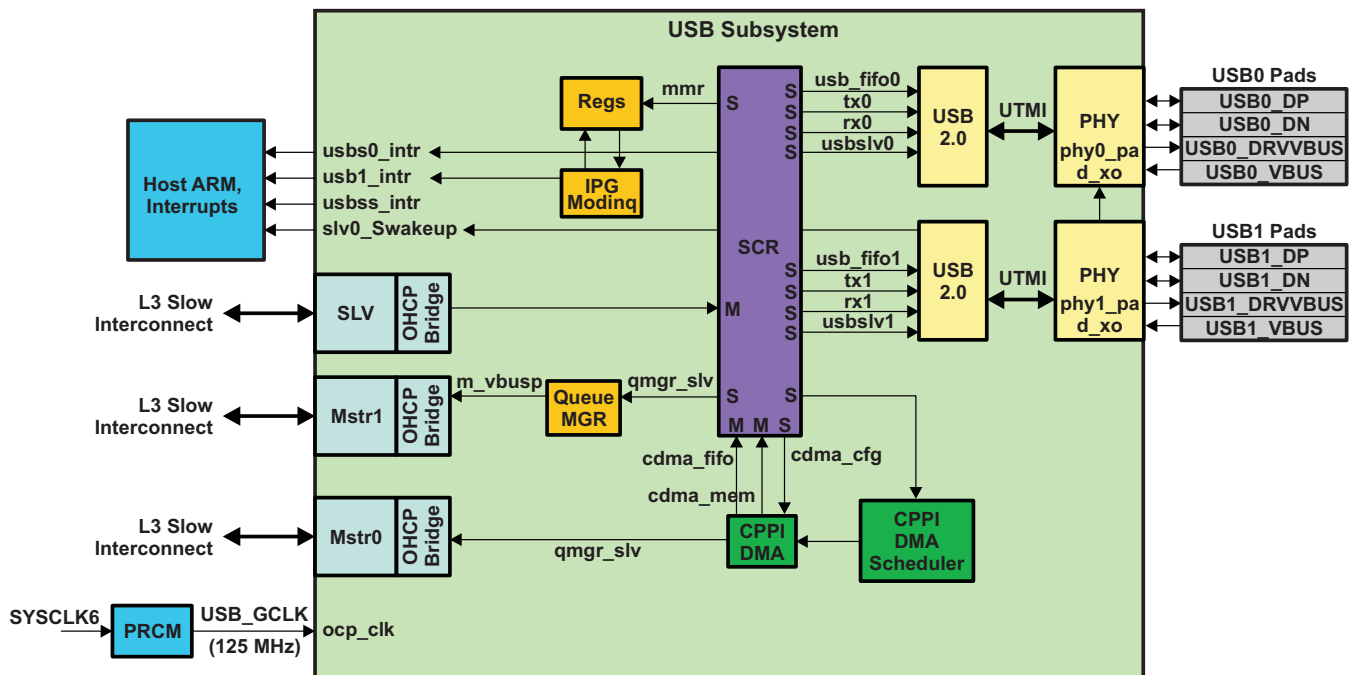 USB Subsystem
Regs
mmr
S
S
S
S
S
usb_fifo0
tx0
rx0
usbslv0
USB
2.0
UTMI
PHY
phy0_pa
d_xo
USB0 Pads
USB0_DP
USB0_DN
USB0_DRVVBUS
USB0_VBUS
Host ARM,
Interrupts
usbs0_intr
usb1_intr
usbss_intr
slv0_Swakeup
IPG
Modinq
SCR
S
S
S
S
usb_fifo1
tx1
rx1
usbslv1
USB
2.0
UTMI
PHY
phy1_pa
d_xo
USB1 Pads
USB1_DP
USB1_DN
USB1_DRVVBUS
USB1_VBUS
L3 Slow
Interconnect
SLV
OHCP
Bridge
M
L3 Slow
Interconnect
Mstr1
OHCP
Bridge
m_vbusp
Queue
MGR
qmgr_slv
S
S
M M S
cdma_fifo
cdma_cfg
cdma_mem
L3 Slow
Interconnect
Mstr0
OHCP
Bridge
qmgr_slv
CPPI
DMA
CPPI
DMA
Scheduler
SYSCLK6
PRCM
USB_GCLK
(125 MHz)
ocp_clk